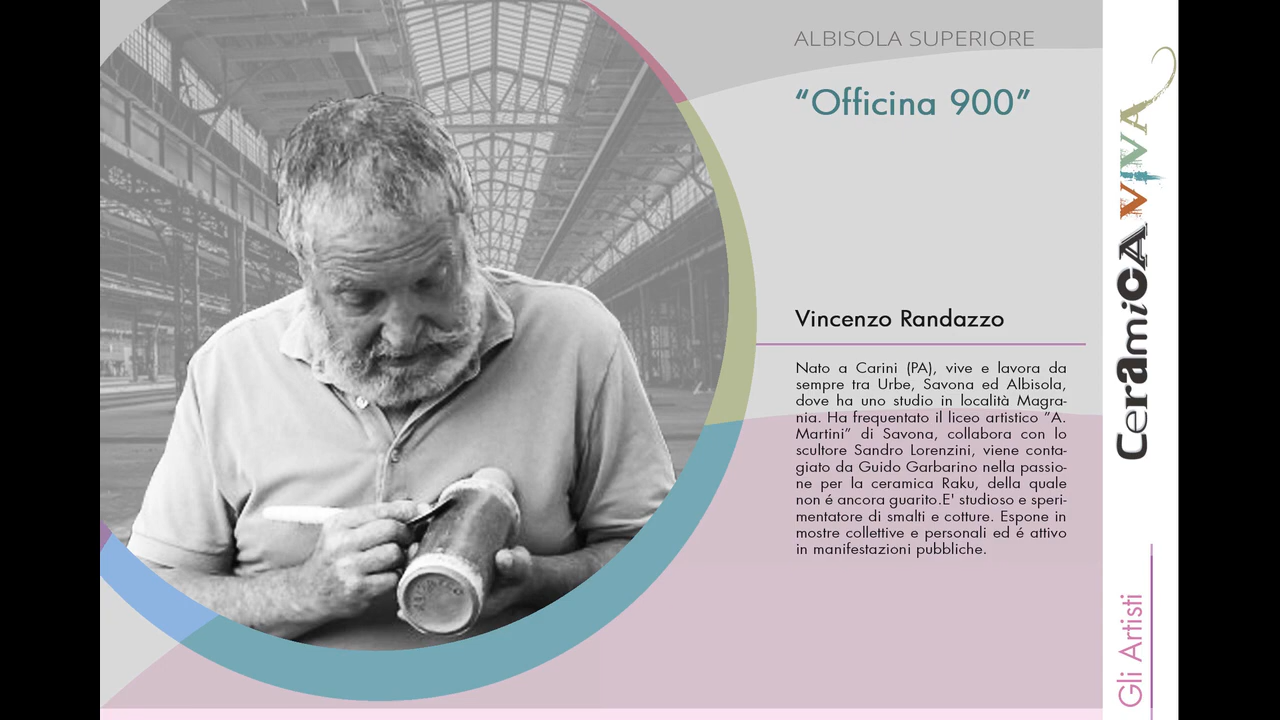 ALBISOLA SUPERIORE
“Officina 900”
Vincenzo Randazzo
Nato a Carini (PA), vive e lavora da
sempre tra Urbe, Savona ed Albisola,
dove ha uno studio in località Magra-
nia. Ha frequentato il liceo artistico ”A.
Martini” di Savona, collabora con lo
scultore Sandro Lorenzini, viene conta-
giato da Guido Garbarino nella passio-
ne per la ceramica Raku, della quale
non é ancora guarito.E' studioso e speri-
mentatore di smalti e cotture. Espone in
mostre collettive e personali ed é attivo
in manifestazioni pubbliche.
CeramiCA VIVA
Gli Artisti